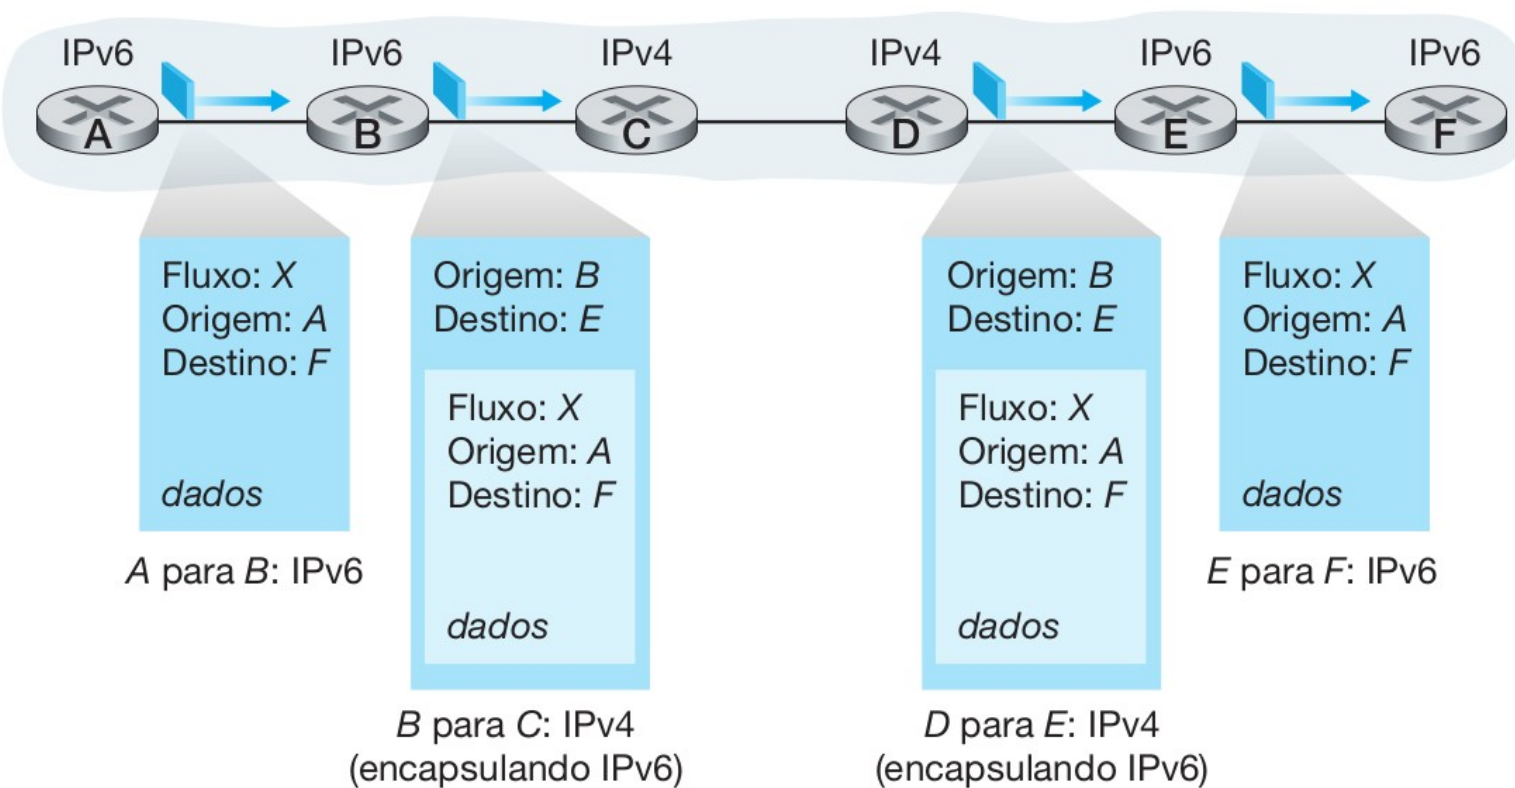 IPv6
IPv6
IPv4
IPv4
IPv6
IPv6
A
B
C
D
E
F
Fluxo: X
Origem: A
Destino: F
dados
A para B: IPv6
Origem: B
Destino: E
Fluxo: X
Origem: A
Destino: F
dados
B para C: IPv4
(encapsulando IPv6)
Origem: B
Destino: E
Fluxo: X
Origem: A
Destino: F
dados
D para E: IPv4
(encapsulando IPv6)
Fluxo: X
Origem: A
Destino: F
dados
E para F: IPv6